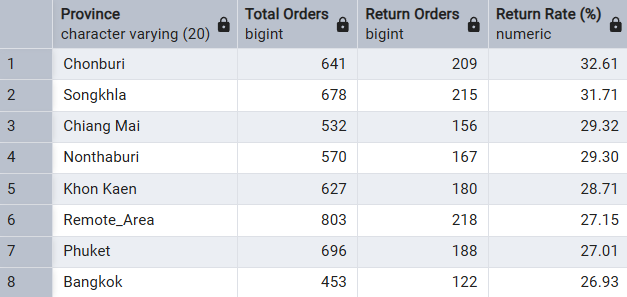 Province Total Orders Return Orders Return Rate (%)
character varying (20) bigint bigint numeric
1 Chonburi 641 209 32.61
2 Songkhla 678 215 31.71
3 Chiang Mai 532 156 29.32
4 Nonthaburi 570 167 29.30
5 Khon Kaen 627 180 28.71
6 Remote_Area 803 218 27.15
7 Phuket 696 188 27.01
8 Bangkok 453 122 26.93